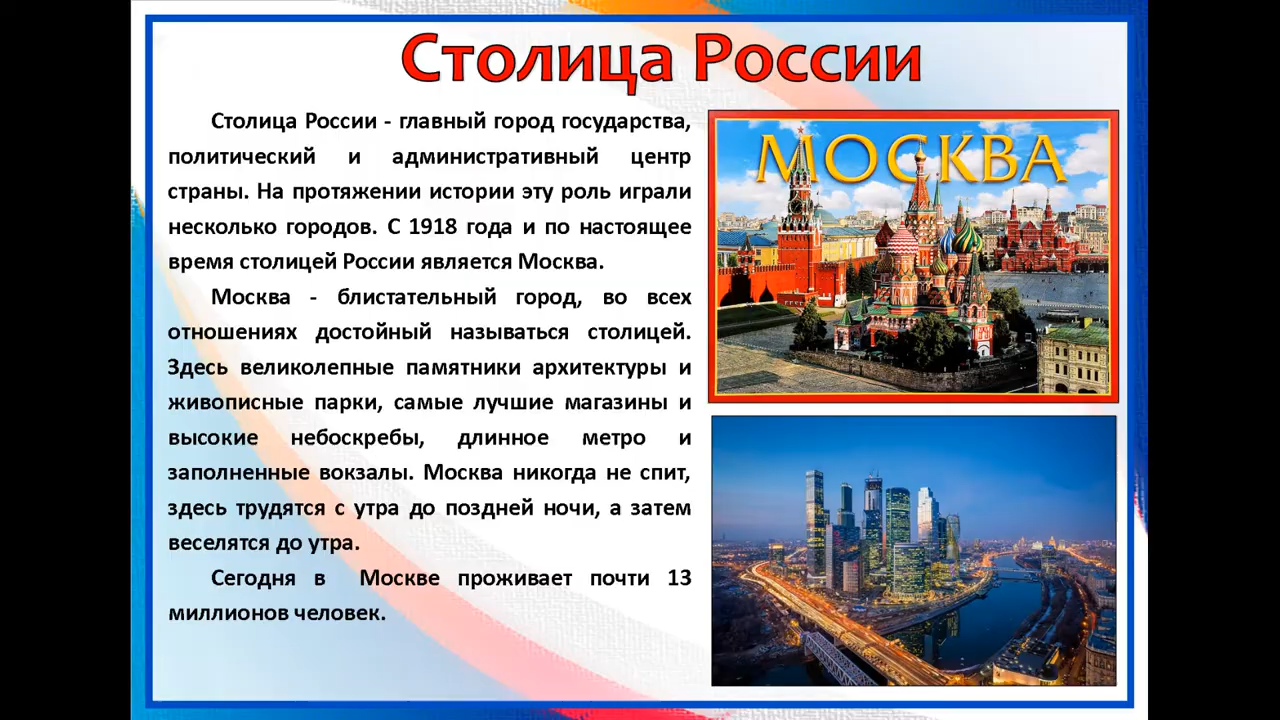 Столица России
Столица России - главный город государства,
политический и административный центр
страны. На протяжении истории эту роль играли
несколько городов. С 1918 года и по настоящее
время столицей России является Москва.
Москва - блистательный город, во всех
отношениях достойный называться столицей.
Здесь великолепные памятники архитектуры и
живописные парки, самые лучшие магазины и
высокие небоскребы, длинное метро и
заполненные вокзалы. Москва никогда не спит,
здесь трудятся с утра до поздней ночи, а затем
веселятся до утра.
Сегодня в Москве проживает почти 13
миллионов человек.
МОСКВА